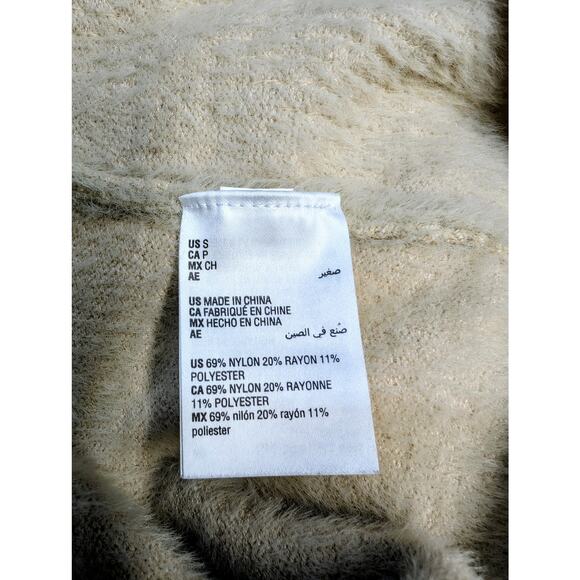 US S
CA P
MX CH
AE صغير
US MADE IN CHINA
CA FABRIQUÉ EN CHINE
MX HECHO EN CHINA
AE صُنع في الصين
US 69% NYLON 20% RAYON 11%
POLYESTER
CA 69% NYLON 20% RAYONNE
11% POLYESTER
MX 69% nilón 20% rayón 11%
poliester